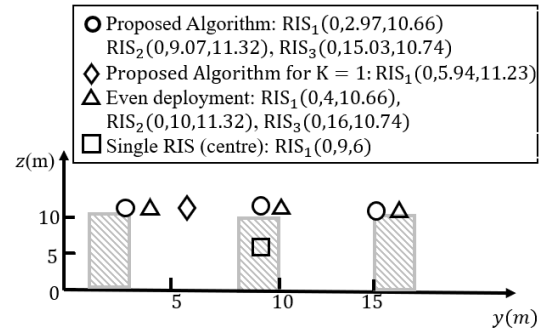 Proposed Algorithm: RIS₁(0,2.97,10.66)
RIS₂(0,9.07,11.32), RIS₃(0,15.03,10.74)
Proposed Algorithm for K = 1: RIS₁(0,5.94,11.23)
Even deployment: RIS₁(0,4,10.66),
RIS₂(0,10,11.32), RIS₃(0,16,10.74)
Single RIS (centre): RIS₁(0,9,6)
z(m)
10
5
0
5
10
15
y(m)